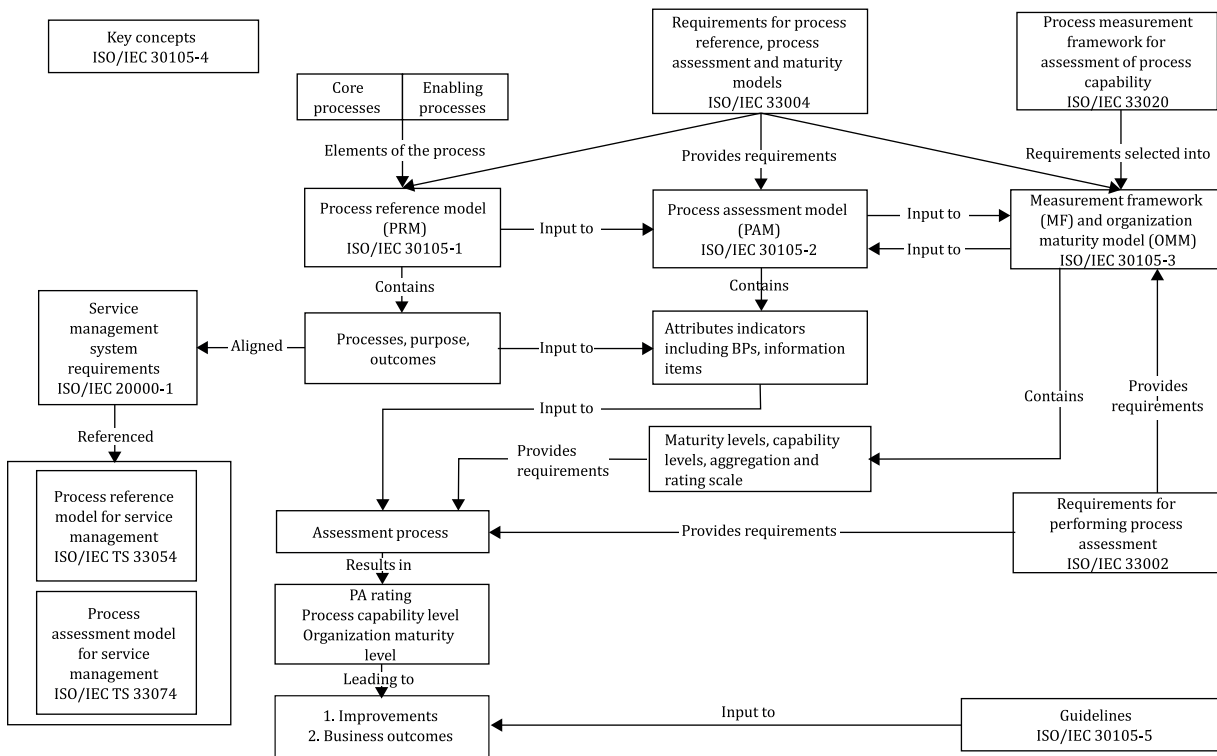 Key concepts
ISO/IEC 30105-4
Requirements for process
reference, process
assessment and maturity
models
ISO/IEC 33004
Process measurement
framework for
assessment of process
capability
ISO/IEC 33020
Core
processes
Enabling
processes
Elements of the process
Provides requirements
Requirements selected into
Process reference model
(PRM)
ISO/IEC 30105-1
Input to
Process assessment model
(PAM)
ISO/IEC 30105-2
Input to
Input to
Measurement framework
(MF) and organization
maturity model (OMM)
ISO/IEC 30105-3
Contains
Contains
Service
management
system
requirements
ISO/IEC 20000-1
Aligned
Processes, purpose,
outcomes
Input to
Attributes indicators
including BPs, information
items
Contains
Provides
requirements
Input to
Referenced
Provides
requirements
Maturity levels, capability
levels, aggregation and
rating scale
Process reference
model for service
management
ISO/IEC TS 33054
Assessment process
Provides requirements
Requirements for
performing process
assessment
ISO/IEC 33002
Results in
PA rating
Process capability level
Organization maturity
level
Process
assessment model
for service
management
ISO/IEC TS 33074
Leading to
1. Improvements
2. Business outcomes
Input to
Guidelines
ISO/IEC 30105-5